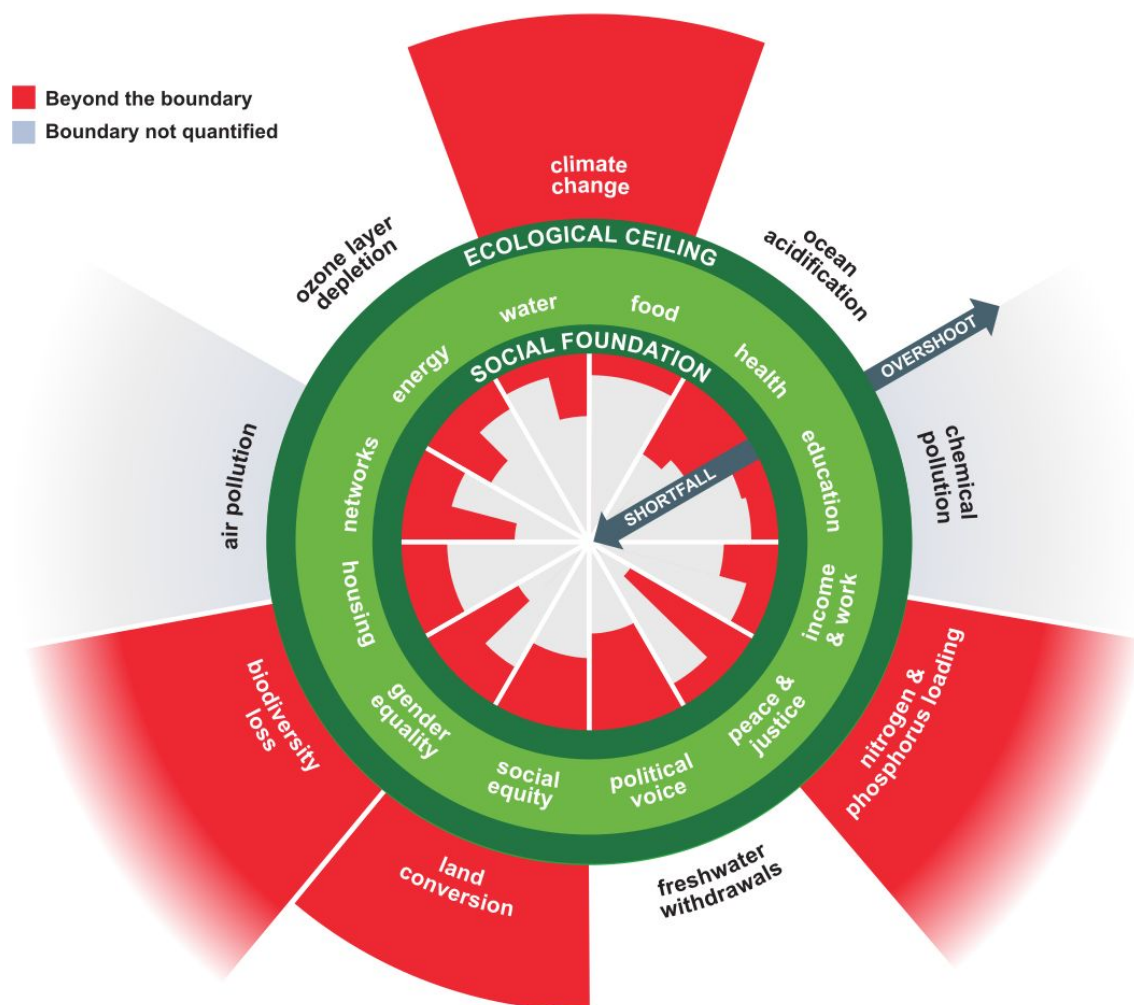 Beyond the boundary
Boundary not quantified
climate
change
ozone layer
depletion
ocean
acidification
ECOLOGICAL CEILING
OVERSHOOT
water
food
SOCIAL FOUNDATION
energy
health
networks
education
SHORTFALL
air pollution
chemical
pollution
housing
income
& work
gender
equality
peace &
justice
social
equity
political
voice
biodiversity
loss
nitrogen &
phosphorus loading
land
conversion
freshwater
withdrawals